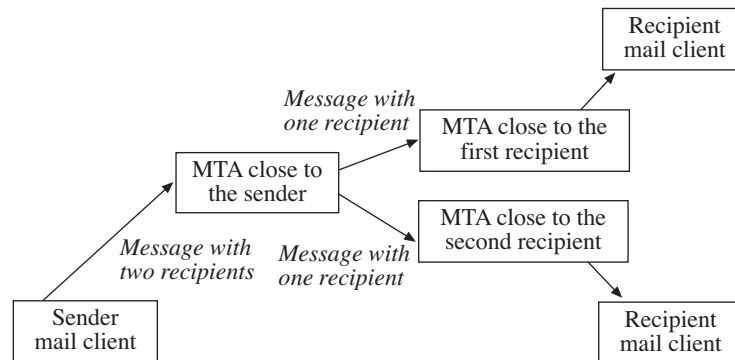 Recipient
mail client
Message with
one recipient
MTA close to the
first recipient
MTA close to
the sender
MTA close to the
second recipient
Message with
two recipients
Message with
one recipient
Sender
mail client
Recipient
mail client